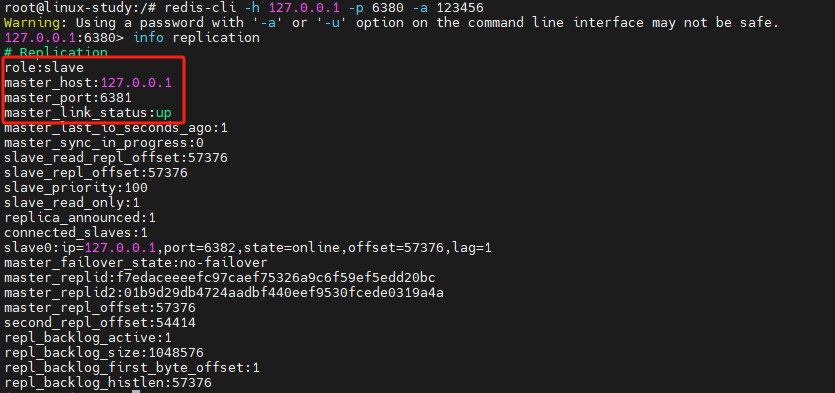 root@linux-study:/# redis-cli -h 127.0.0.1 -p 6380 -a 123456
Warning: Using a password with '-a' or '-u' option on the command line interface may not be safe.
127.0.0.1:6380> info replication
# Replication
role:slave
master_host:127.0.0.1
master_port:6381
master_link_status:up
master_last_io_seconds_ago:1
master_sync_in_progress:0
slave_read_repl_offset:57376
slave_repl_offset:57376
slave_priority:100
slave_read_only:1
replica_announced:1
connected_slaves:1
slave0:ip=127.0.0.1,port=6382,state=online,offset=57376,lag=1
master_failover_state:no-failover
master_replid:f7edaceeeefc97caef75326a9c6f59ef5edd20bc
master_replid2:01b9d29db4724aadbf440eef9530fcede0319a4a
master_repl_offset:57376
second_repl_offset:54414
repl_backlog_active:1
repl_backlog_size:1048576
repl_backlog_first_byte_offset:1
repl_backlog_histlen:57376